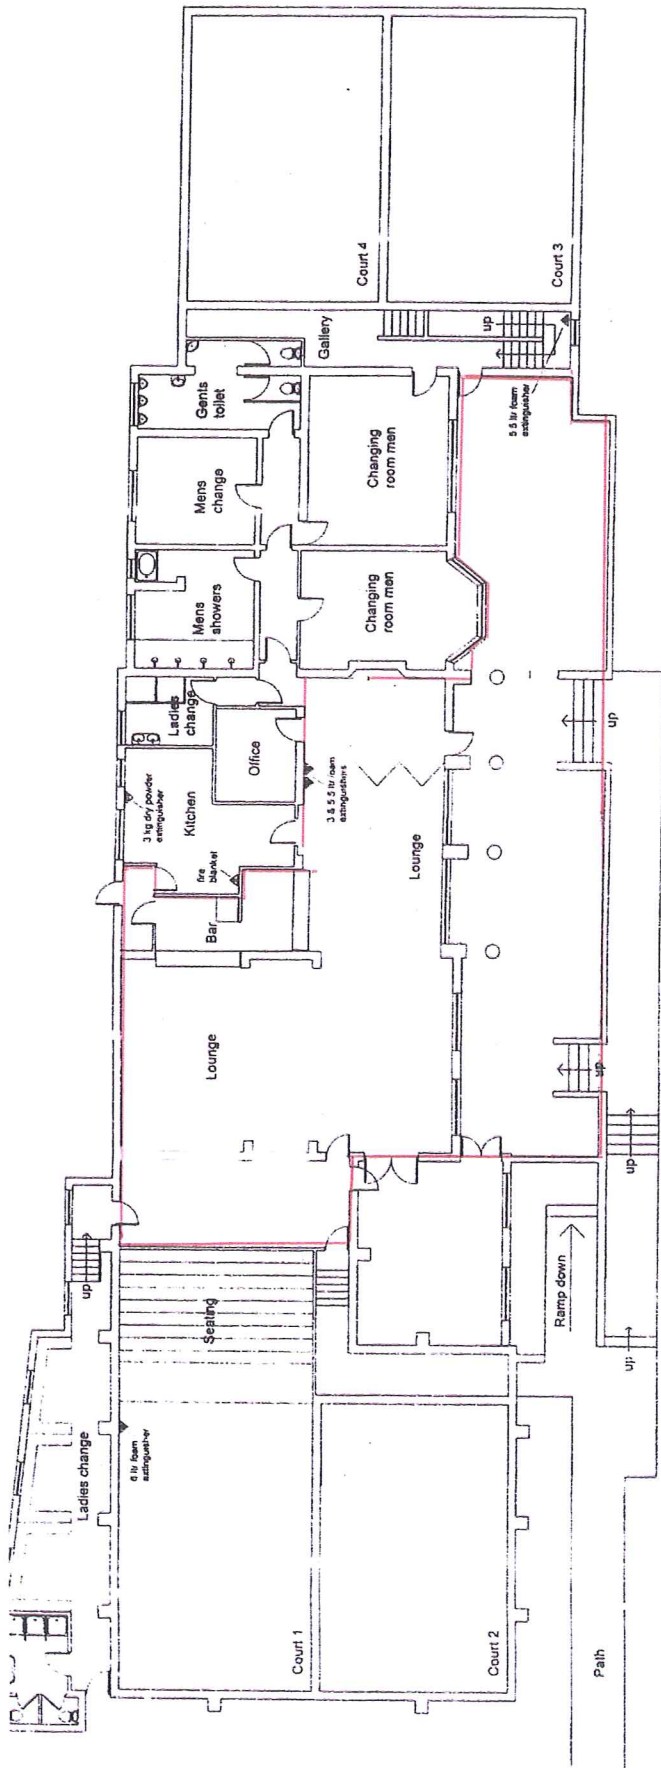 Court 4
Court 3
Gallery
up
5.5 ltr foam
extinguisher
Gents
toilet
Mens
change
Changing
room men
Mens
showers
Changing
room men
Ladies
change
Office
3 & 5.5 ltr foam
extinguishers
3 kg dry powder
extinguisher
Kitchen
fire
blanket
Bar
Lounge
Lounge
up
up
up
up
Ramp down
up
Seating
Ladies change
6 ltr foam
extinguisher
Court 1
Court 2
Path